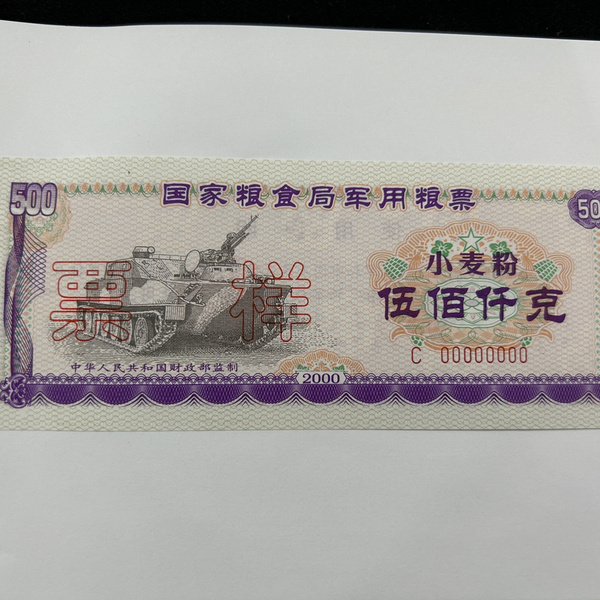 500
国家粮食局军用粮票
50
小麦粉
伍佰仟克
票样
C 00000000
中华人民共和国财政部监制
2000